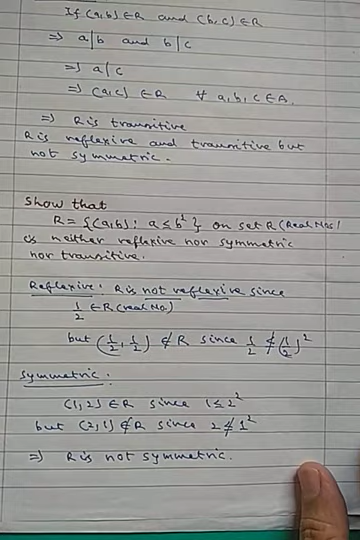 If (a,b) ∈ R and (b,c) ∈ R
⇒ a|b and b|c
⇒ a|c
⇒ (a,c) ∈ R ∀ a,b,c ∈ A.
⇒ R is transitive
R is reflexive and transitive but
not symmetric.
Show that
R = {(a,b) : a ≤ b²} on set R (Real Nos)
is neither reflexive nor symmetric
nor transitive.
Reflexive: R is not reflexive since
1/2 ∈ R (real No.)
but (1/2, 1/2) ∉ R since 1/2 ≰ (1/2)²
Symmetric:
(1,2) ∈ R since 1 ≤ 2²
but (2,1) ∉ R since 2 ≰ 1²
⇒ R is not symmetric.